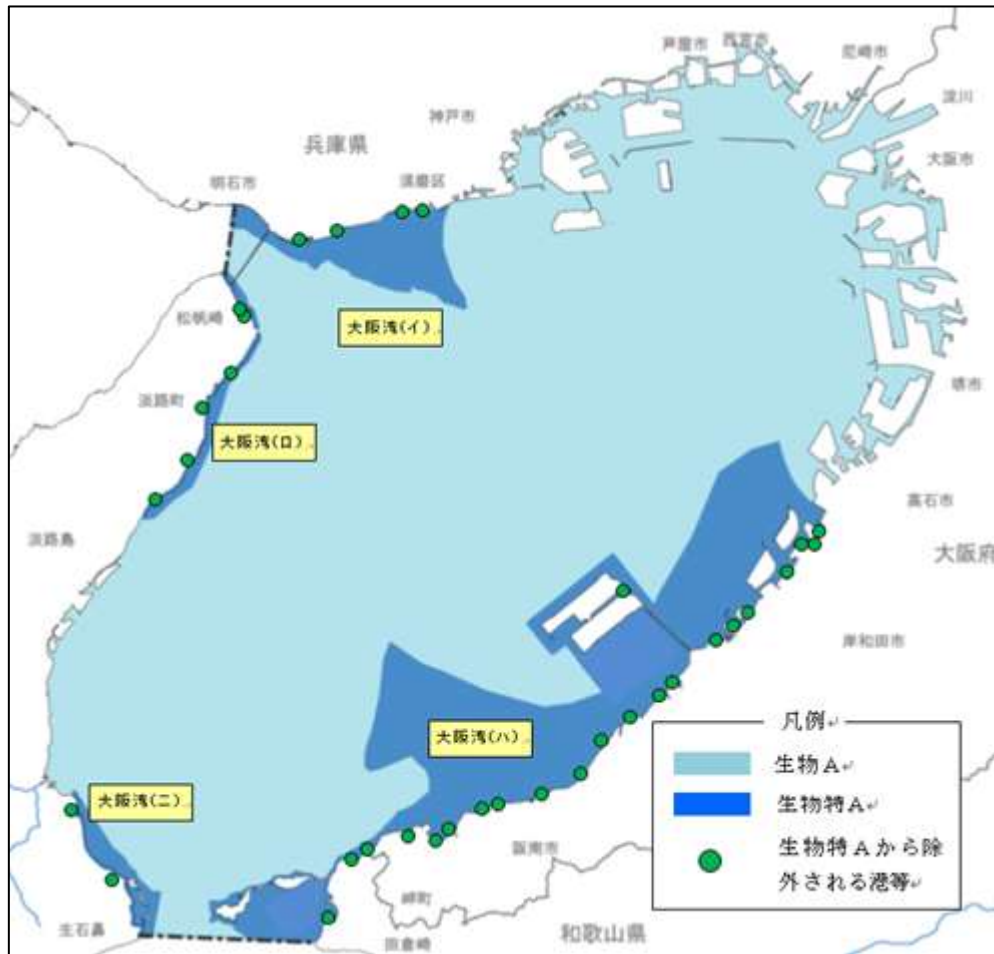 芦屋市
西宮市
尼崎市
淀川
神戸市
兵庫県
大阪市
明石市
須磨区
松帆崎
大阪湾(イ)
堺市
淡路町
大阪湾(ロ)
高石市
淡路島
大阪府
岸和田市
大阪湾(ハ)
大阪湾(ニ)
阪南市
岬町
生石鼻
田倉崎
和歌山県
凡例
生物A
生物特A
生物特Aから除
外される港等